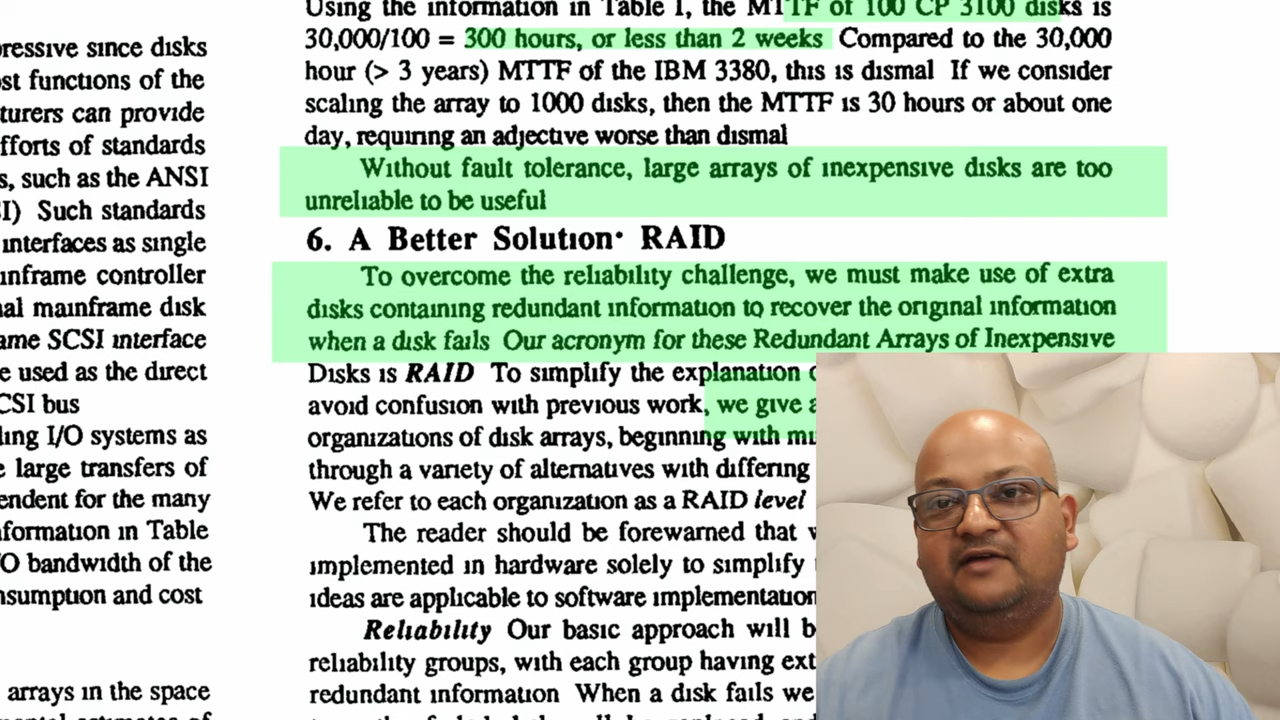 pressive since disks
st functions of the
turers can provide
fforts of standards
s, such as the ANSI
I) Such standards
interfaces as single
inframe controller
nal mainframe disk
ame SCSI interface
e used as the direct
CSI bus
ling I/O systems as
e large transfers of
endent for the many
formation in Table
O bandwidth of the
nsumption and cost
arrays in the space
Using the information in Table I, the MTTF of 100 CP 3100 disks is
30,000/100 = 300 hours, or less than 2 weeks Compared to the 30,000
hour (> 3 years) MTTF of the IBM 3380, this is dismal If we consider
scaling the array to 1000 disks, then the MTTF is 30 hours or about one
day, requiring an adjective worse than dismal
Without fault tolerance, large arrays of inexpensive disks are too
unreliable to be useful
6. A Better Solution· RAID
To overcome the reliability challenge, we must make use of extra
disks containing redundant information to recover the original information
when a disk fails Our acronym for these Redundant Arrays of Inexpensive
Disks is RAID To simplify the explanation
avoid confusion with previous work, we give a
organizations of disk arrays, beginning with mi
through a variety of alternatives with differing
We refer to each organization as a RAID level
The reader should be forewarned that
implemented in hardware solely to simplify
ideas are applicable to software implementation
Reliability Our basic approach will b
reliability groups, with each group having ext
redundant information When a disk fails we